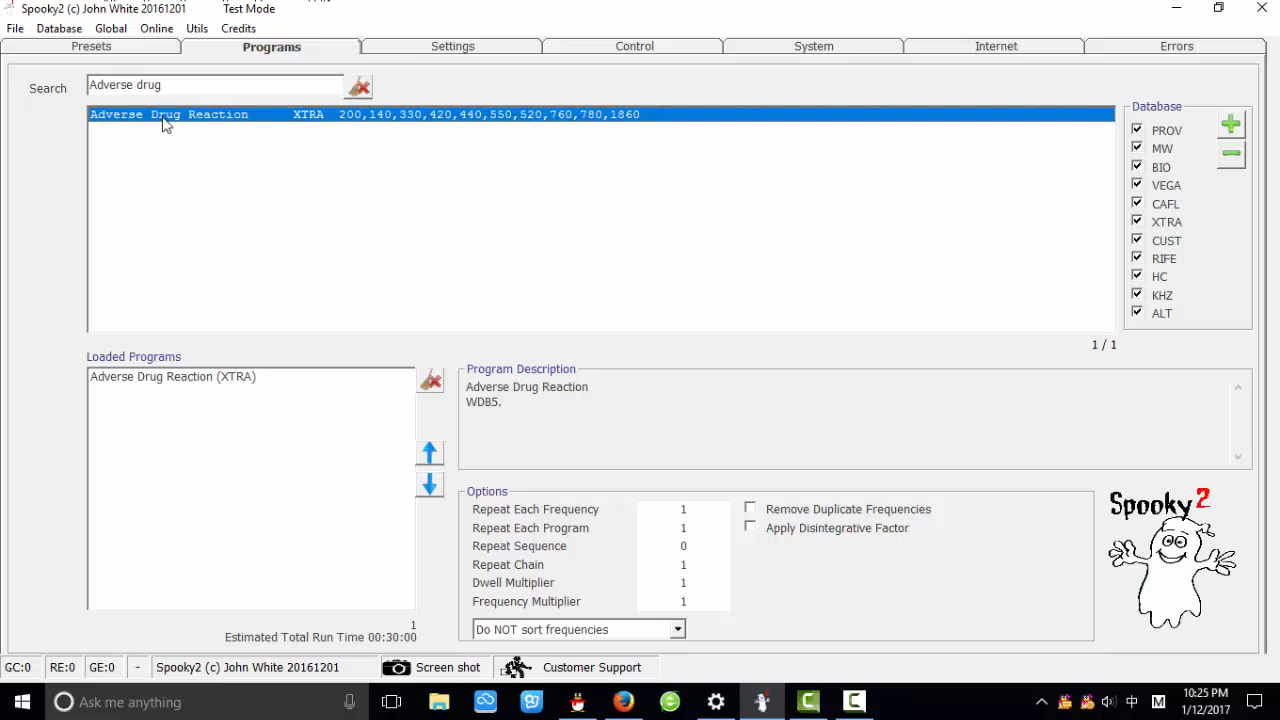 Spooky2 (c) John White 20161201 Test Mode
File Database Global Online Utils Credits
Presets Programs Settings Control System Internet Errors
Search Adverse drug
Adverse Drug Reaction XTRA 200,140,330,420,440,550,520,760,780,1860
Database
PROV
MW
BIO
VEGA
CAFL
XTRA
CUST
RIFE
HC
KHZ
ALT
1 / 1
Loaded Programs
Adverse Drug Reaction (XTRA)
1
Estimated Total Run Time 00:30:00
Program Description
Adverse Drug Reaction
WDB5.
Options
Repeat Each Frequency 1
Repeat Each Program 1
Repeat Sequence 0
Repeat Chain 1
Dwell Multiplier 1
Frequency Multiplier 1
Do NOT sort frequencies
Remove Duplicate Frequencies
Apply Disintegrative Factor
Spooky2
GC:0 RE:0 GE:0 - Spooky2 (c) John White 20161201 Screen shot Customer Support
Ask me anything
中 M 10:25 PM
1/12/2017